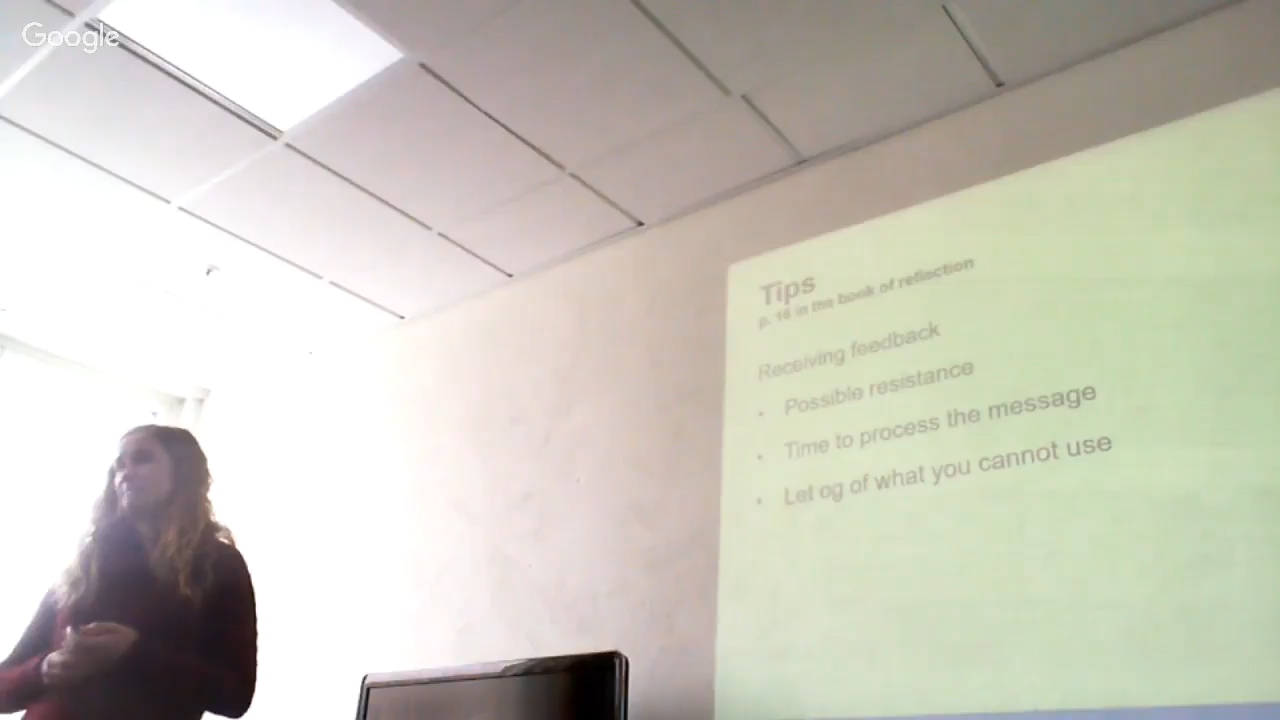 Google
Tips
p. 16 in the book of reflection
Receiving feedback
• Possible resistance
• Time to process the message
• Let og of what you cannot use